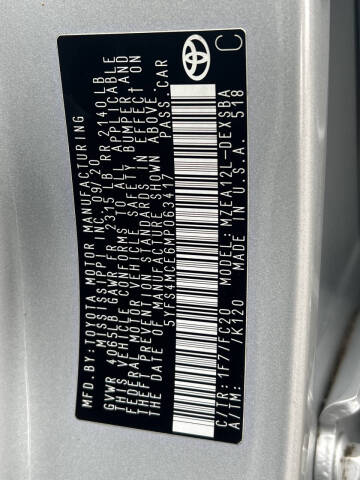 MFD.BY:TOYOTA MOTOR MANUFACTURING
MISSISSIPPI, INC. 09/20
GVWR 4055LB GAWR FR 2315LB RR 2140LB
THIS VEHICLE CONFORMS TO ALL APPLICABLE
FEDERAL MOTOR VEHICLE SAFETY, BUMPER, AND
THEFT PREVENTION STANDARDS IN EFFECT ON
THE DATE OF MANUFACTURE SHOWN ABOVE.
5YFS4MCE6MP063417 PASS.CAR
C/TR: 1F7/FC20 MODEL: MZEA12L-DEXSBA
A/TM: /K120 MADE IN U.S.A. 518
C